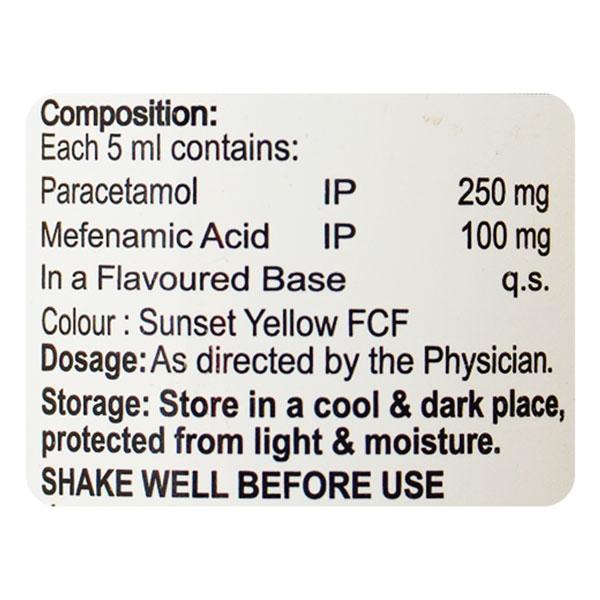 Composition:
Each 5 ml contains:
Paracetamol IP 250 mg
Mefenamic Acid IP 100 mg
In a Flavoured Base q.s.
Colour : Sunset Yellow FCF
Dosage: As directed by the Physician.
Storage: Store in a cool & dark place,
protected from light & moisture.
SHAKE WELL BEFORE USE